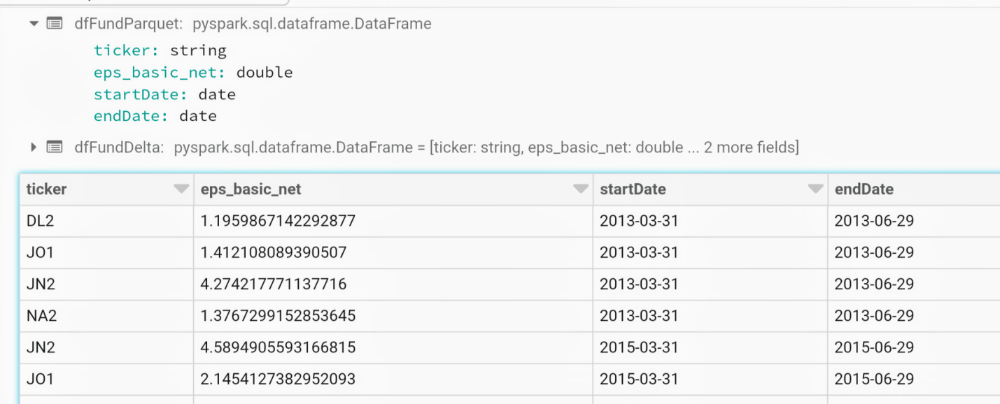 dfFundParquet: pyspark.sql.dataframe.DataFrame
ticker: string
eps_basic_net: double
startDate: date
endDate: date
dfFundDelta: pyspark.sql.dataframe.DataFrame = [ticker: string, eps_basic_net: double ... 2 more fields]
ticker eps_basic_net startDate endDate
DL2 1.1959867142292877 2013-03-31 2013-06-29
JO1 1.412108089390507 2013-03-31 2013-06-29
JN2 4.274217771137716 2013-03-31 2013-06-29
NA2 1.3767299152853645 2013-03-31 2013-06-29
JN2 4.5894905593166815 2015-03-31 2015-06-29
JO1 2.1454127382952093 2015-03-31 2015-06-29